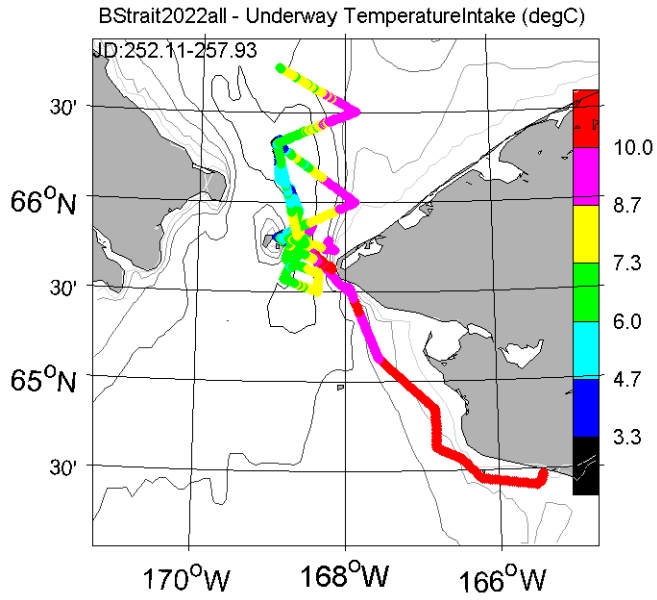 BStrait2022all - Underway TemperatureIntake (degC)
JD:252.11-257.93
30'
66°N
30'
65°N
30'
170°W
168°W
166°W
10.0
8.7
7.3
6.0
4.7
3.3